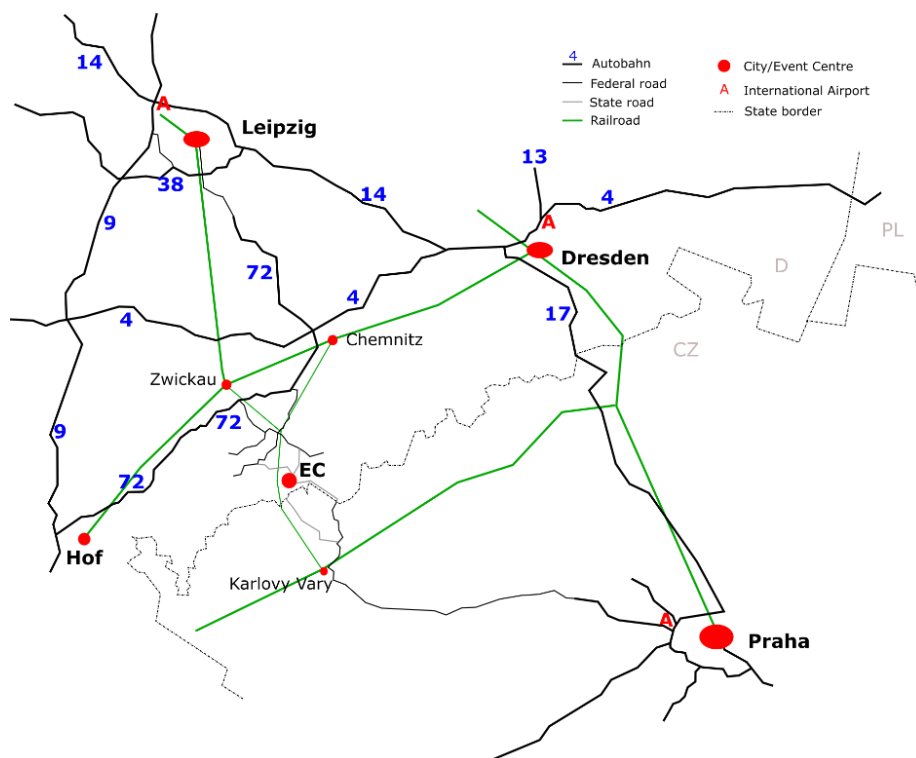 14
A
Leipzig
38
9
72
14
4
Autobahn
Federal road
State road
Railroad
City/Event Centre
A
International Airport
State border
13
4
A
Dresden
PL
D
CZ
17
4
4
Chemnitz
Zwickau
72
9
72
EC
Hof
Karlovy Vary
A
Praha